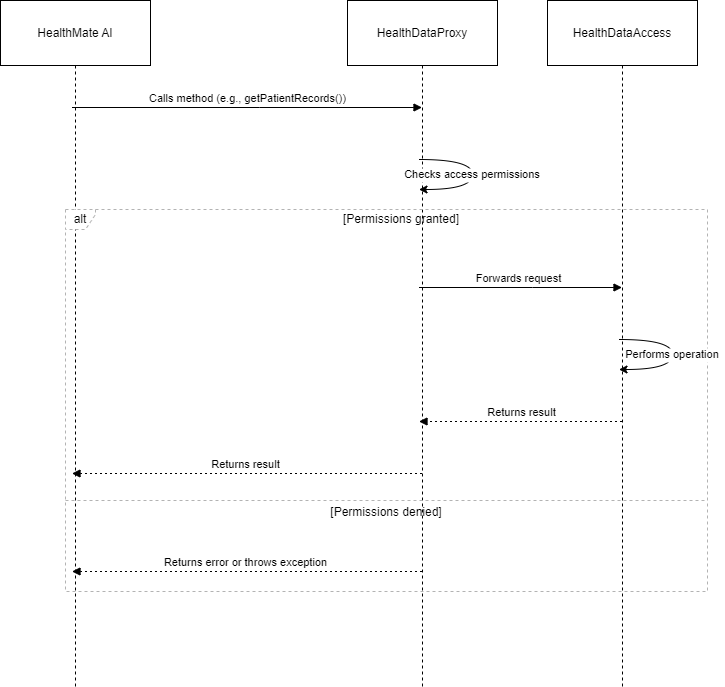 HealthMate AI
HealthDataProxy
HealthDataAccess
Calls method (e.g., getPatientRecords())
Checks access permissions
alt
[Permissions granted]
Forwards request
Performs operation
Returns result
Returns result
[Permissions denied]
Returns error or throws exception